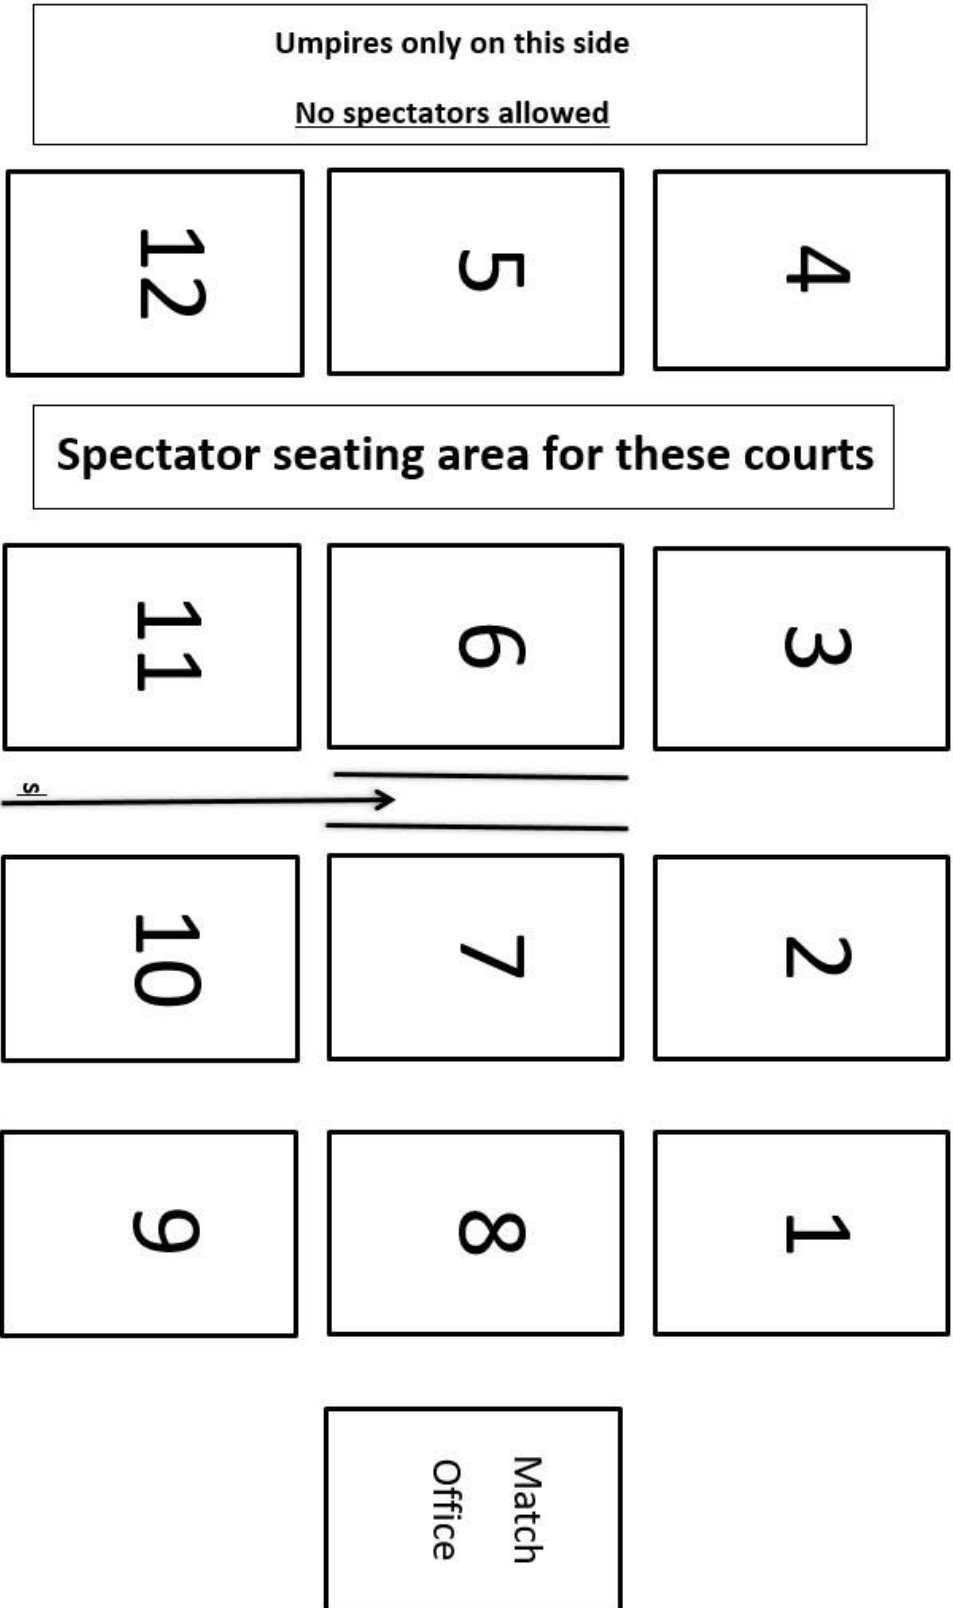 Umpires only on this side
No spectators allowed
12
5
4
Spectator seating area for these courts
11
6
3
s
10
7
2
9
8
1
Match
Office